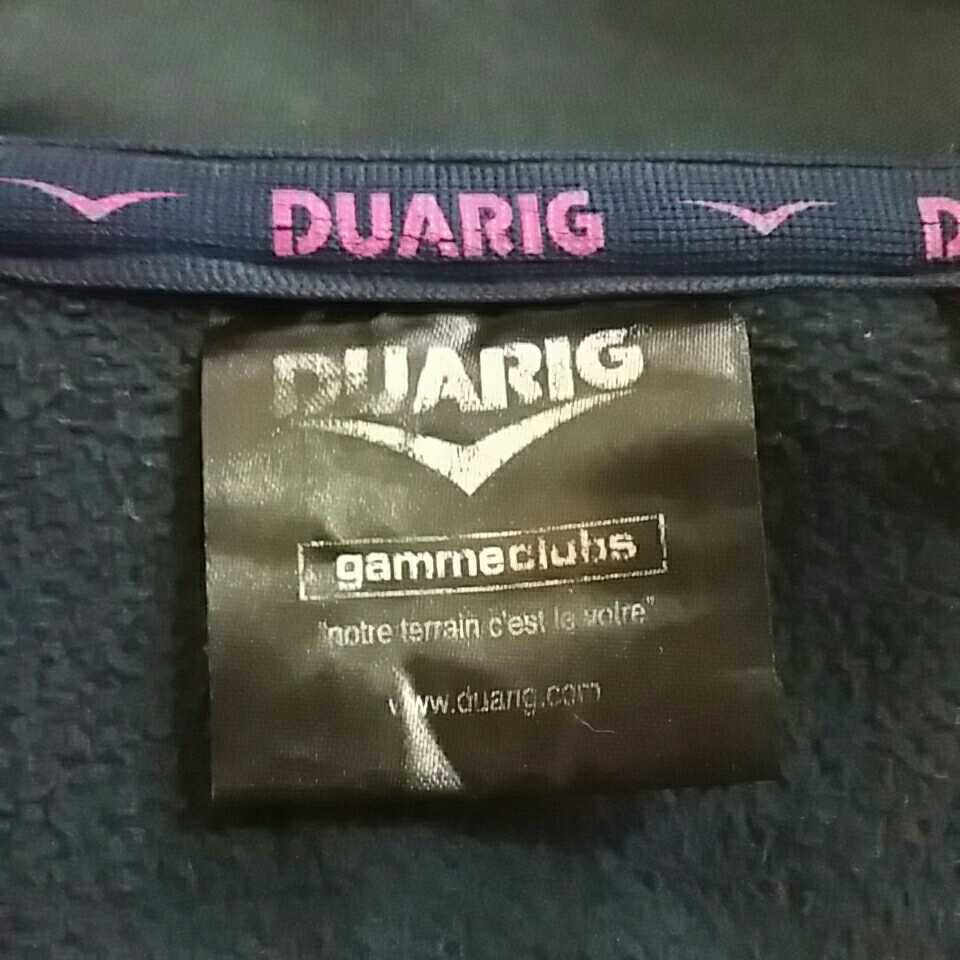 DUARIG
D
DUARIG
gammeclubs
"notre terrain c'est le votre"
www.duarig.com